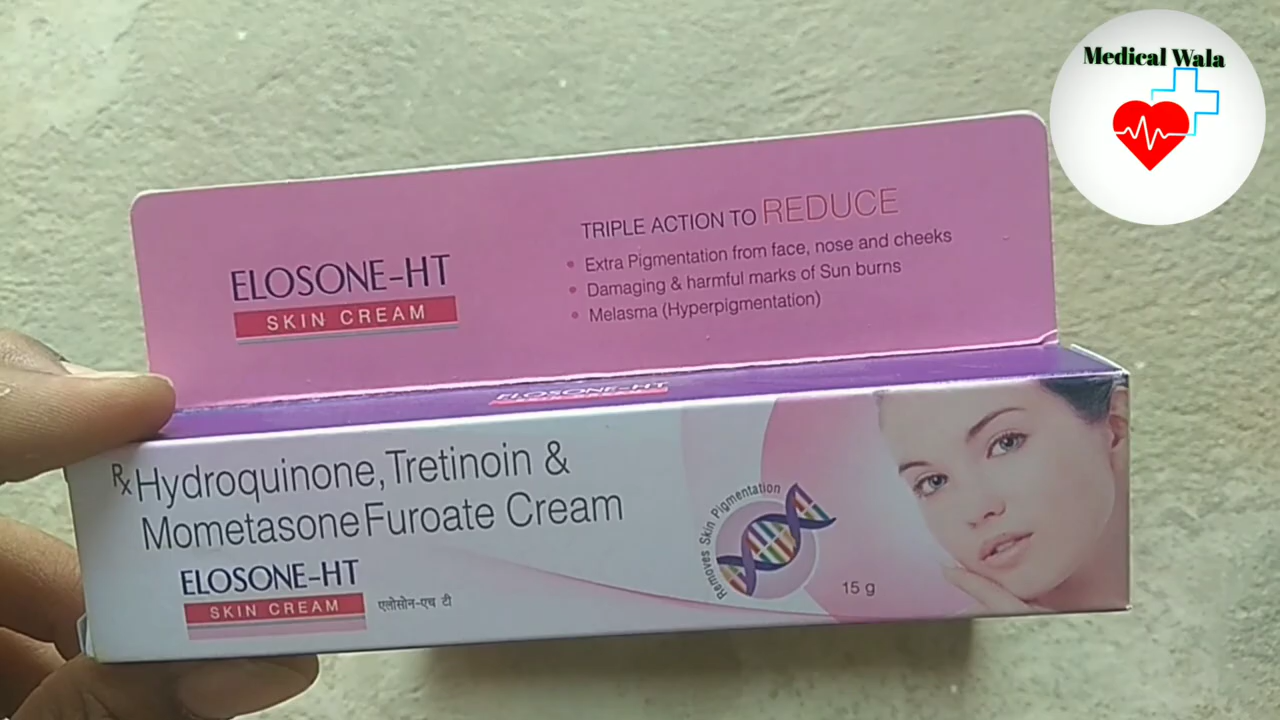 Medical Wala
TRIPLE ACTION TO REDUCE
• Extra Pigmentation from face, nose and cheeks
• Damaging & harmful marks of Sun burns
• Melasma (Hyperpigmentation)
ELOSONE-HT
SKIN CREAM
ELOSONE-HT
Rx Hydroquinone, Tretinoin &
Mometasone Furoate Cream
ELOSONE-HT
SKIN CREAM
एलोसोन-एच टी
Removes Skin Pigmentation
15 g